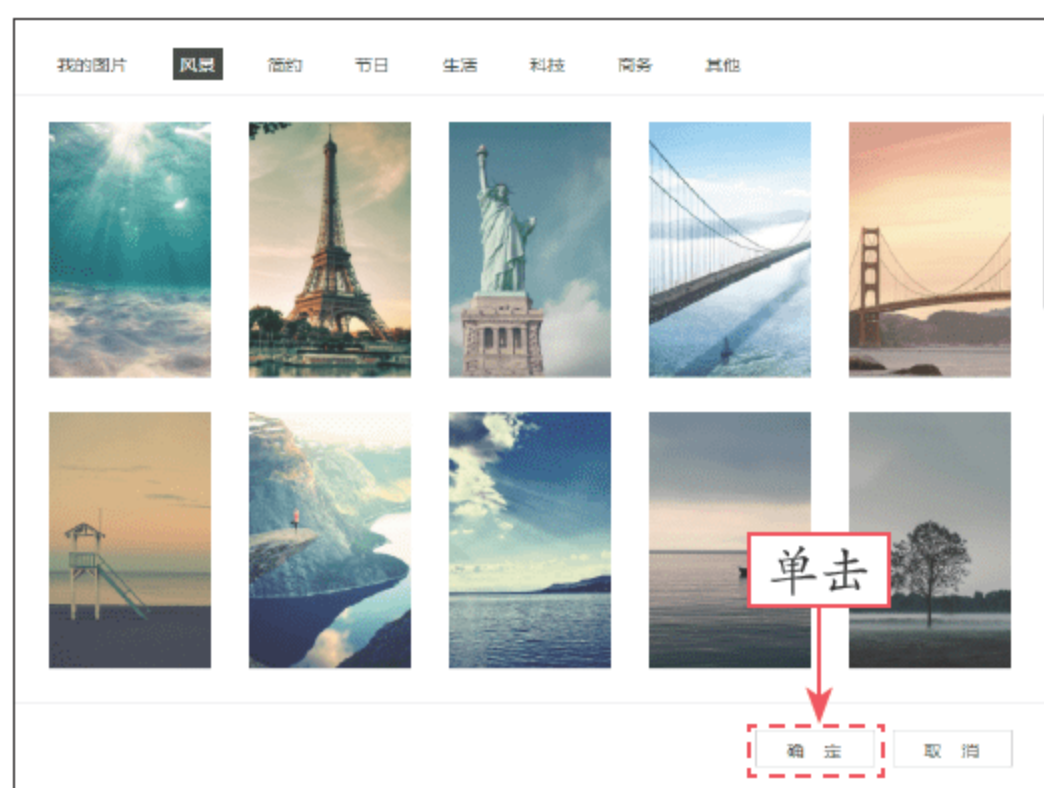 我的图片 风景 简约 节日 生活 科技 商务 其他
单击
确 定 取 消